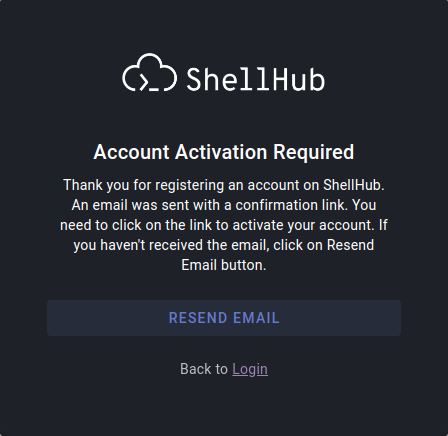 ShellHub
Account Activation Required
Thank you for registering an account on ShellHub.
An email was sent with a confirmation link. You
need to click on the link to activate your account. If
you haven't received the email, click on Resend
Email button.
RESEND EMAIL
Back to Login